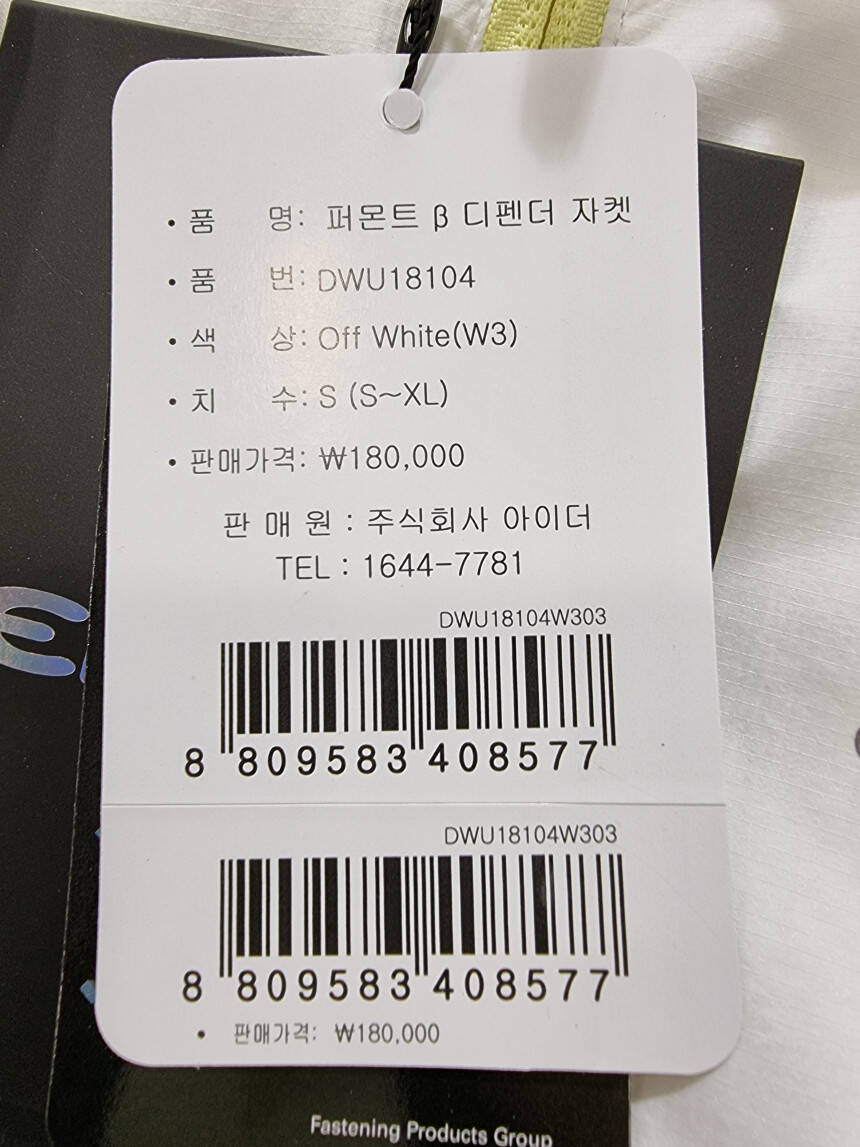 • 품 명: 퍼몬트 β 디펜더 자켓
• 품 번: DWU18104
• 색 상: Off White(W3)
• 치 수: S (S~XL)
• 판매가격: ₩180,000
판 매 원 : 주식회사 아이더
TEL : 1644-7781
DWU18104W303
8 809583 408577
DWU18104W303
8 809583 408577
• 판매가격: ₩180,000
Fastening Products Group